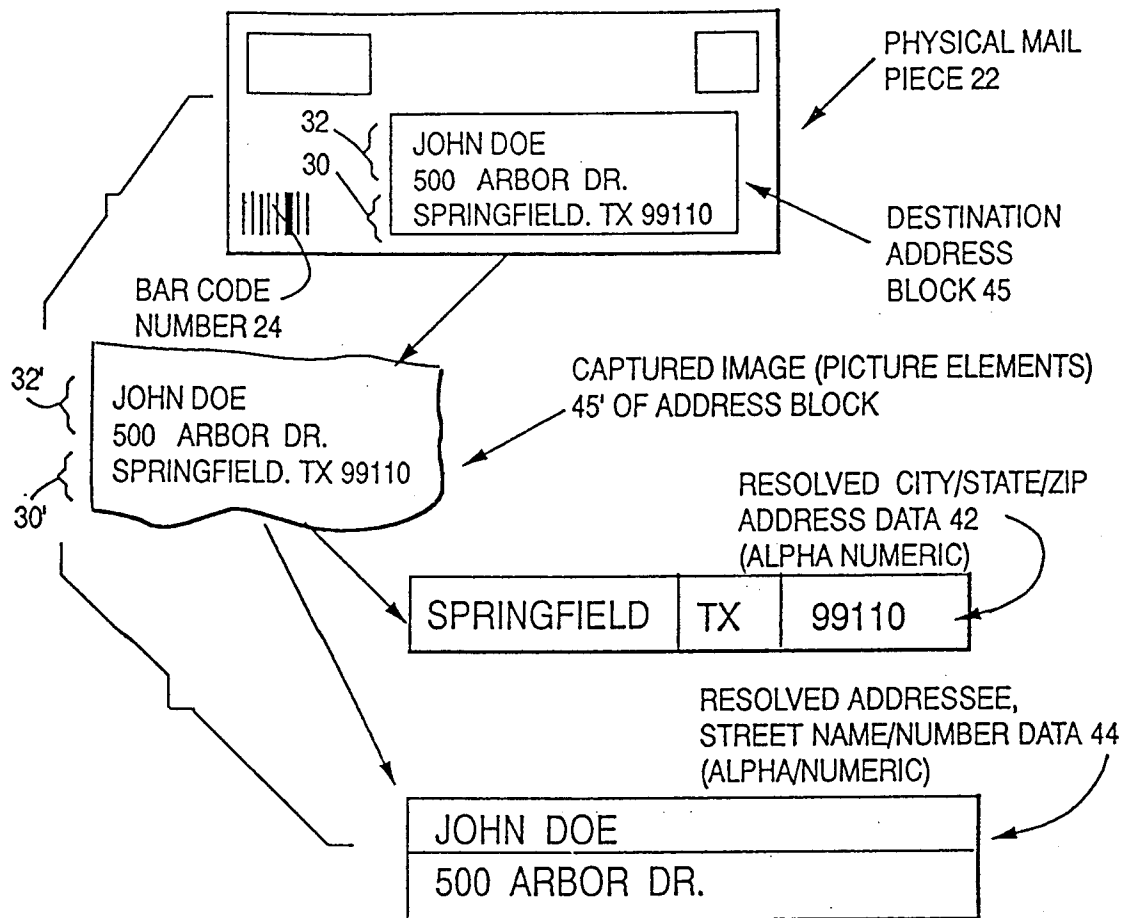 PHYSICAL MAIL
PIECE 22
32
30
JOHN DOE
500 ARBOR DR.
SPRINGFIELD. TX 99110
DESTINATION
ADDRESS
BLOCK 45
BAR CODE
NUMBER 24
32'
30'
JOHN DOE
500 ARBOR DR.
SPRINGFIELD. TX 99110
CAPTURED IMAGE (PICTURE ELEMENTS)
45' OF ADDRESS BLOCK
RESOLVED CITY/STATE/ZIP
ADDRESS DATA 42
(ALPHA NUMERIC)
SPRINGFIELD TX 99110
RESOLVED ADDRESSEE,
STREET NAME/NUMBER DATA 44
(ALPHA/NUMERIC)
JOHN DOE
500 ARBOR DR.